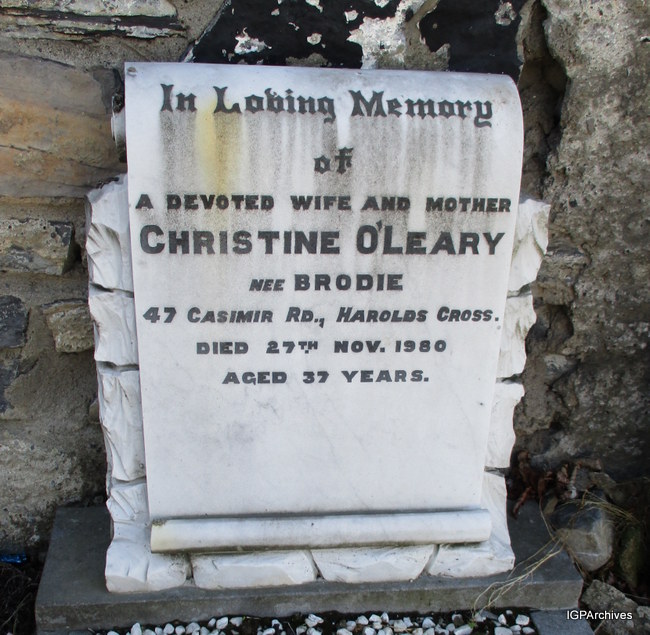 In Loving Memory
of
A DEVOTED WIFE AND MOTHER
CHRISTINE O'LEARY
NEE BRODIE
47 CASIMIR RD., HAROLDS CROSS.
DIED 27TH NOV. 1980
AGED 37 YEARS.
IGPArchives